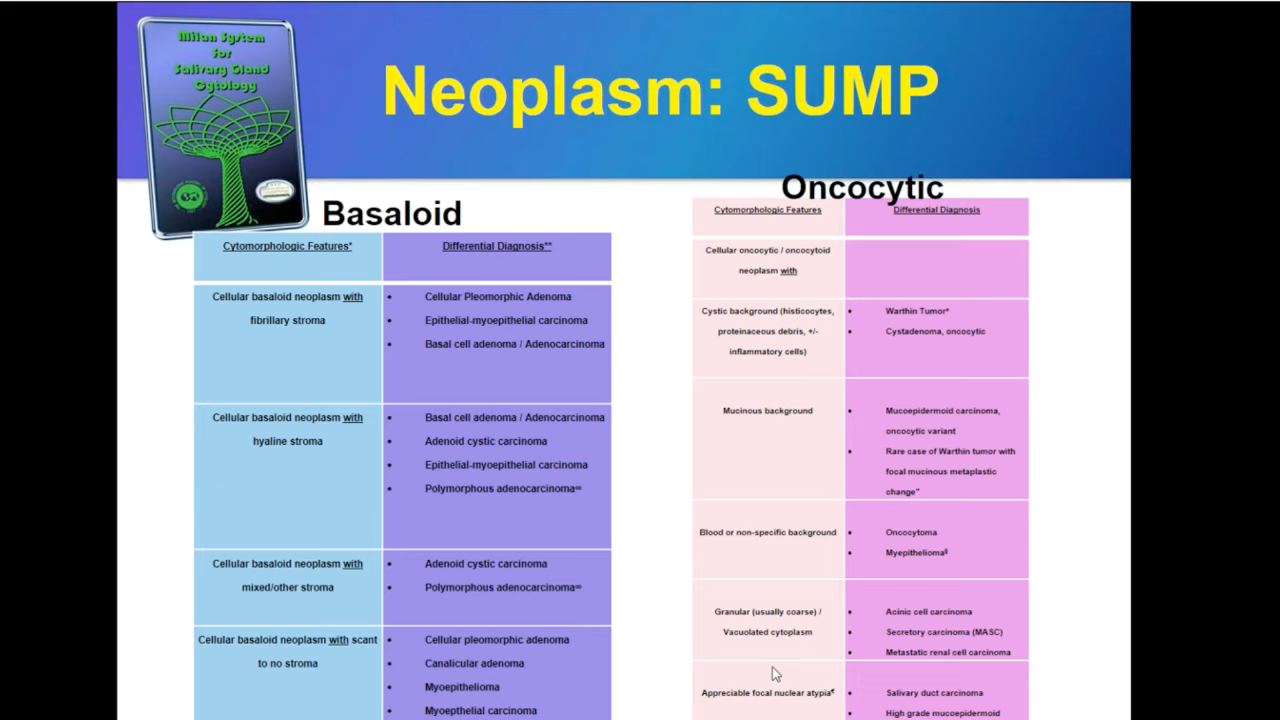 Milan System
for
Salivary Gland
Cytology
Neoplasm: SUMP
Basaloid
Cytomorphologic Features*
Differential Diagnosis**
Cellular basaloid neoplasm with
fibrillary stroma
• Cellular Pleomorphic Adenoma
• Epithelial-myoepithelial carcinoma
• Basal cell adenoma / Adenocarcinoma
Cellular basaloid neoplasm with
hyaline stroma
• Basal cell adenoma / Adenocarcinoma
• Adenoid cystic carcinoma
• Epithelial-myoepithelial carcinoma
• Polymorphous adenocarcinoma∞
Cellular basaloid neoplasm with
mixed/other stroma
• Adenoid cystic carcinoma
• Polymorphous adenocarcinoma∞
Cellular basaloid neoplasm with scant
to no stroma
• Cellular pleomorphic adenoma
• Canalicular adenoma
• Myoepithelioma
• Myoepthelial carcinoma
Oncocytic
Cytomorphologic Features
Differential Diagnosis
Cellular oncocytic / oncocytoid
neoplasm with
Cystic background (histicocytes,
proteinaceous debris, +/-
inflammatory cells)
• Warthin Tumor*
• Cystadenoma, oncocytic
Mucinous background
• Mucoepidermoid carcinoma,
oncocytic variant
• Rare case of Warthin tumor with
focal mucinous metaplastic
change"
Blood or non-specific background
• Oncocytoma
• Myepithelioma§
Granular (usually coarse) /
Vacuolated cytoplasm
• Acinic cell carcinoma
• Secretory carcinoma (MASC)
• Metastatic renal cell carcinoma
Appreciable focal nuclear atypia
• Salivary duct carcinoma
• High grade mucoepidermoid